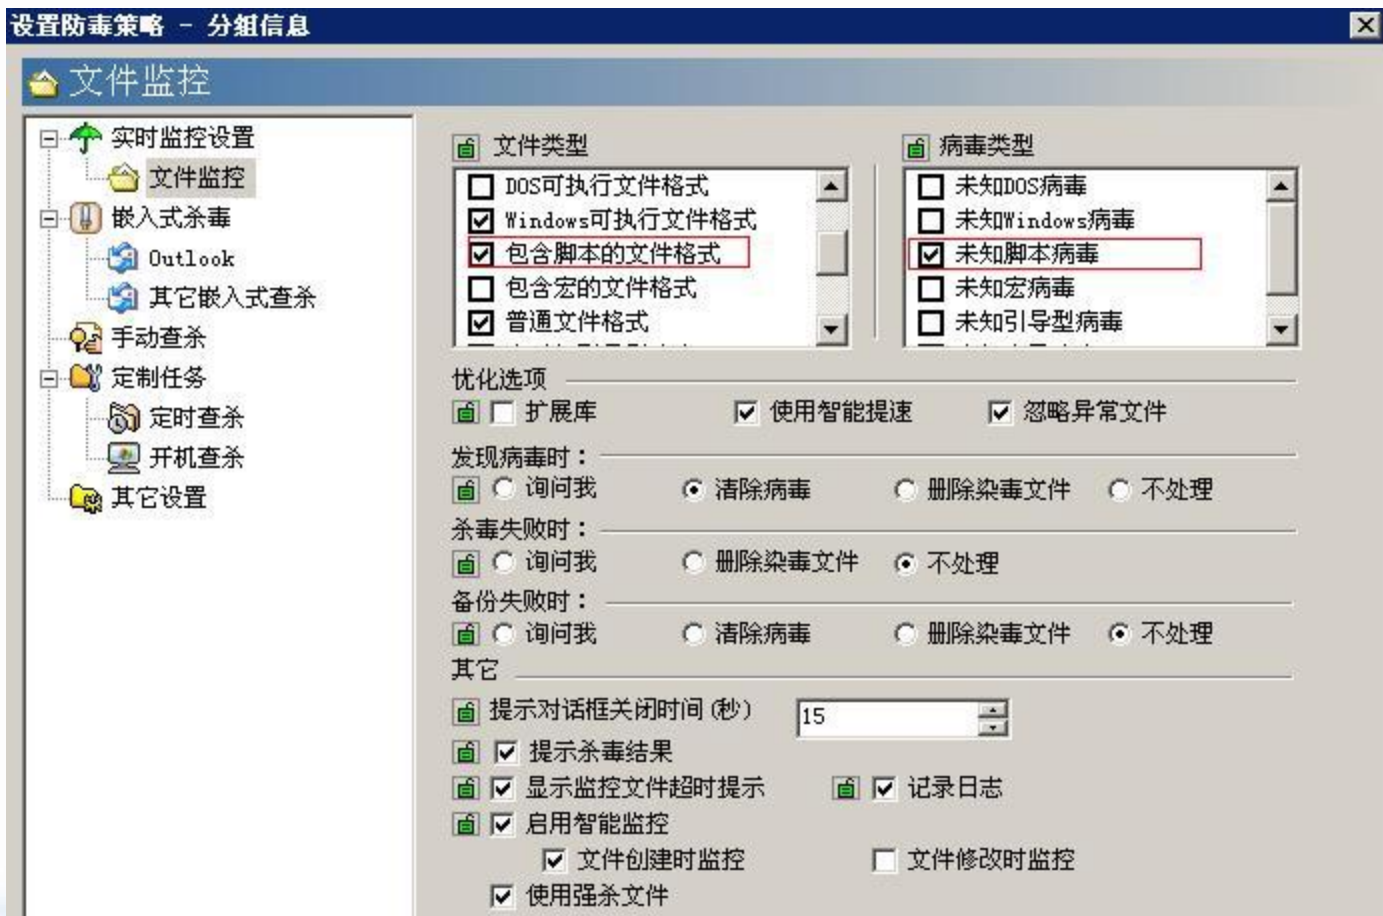 设置防毒策略 - 分组信息
文件监控
实时监控设置
文件监控
嵌入式杀毒
Outlook
其它嵌入式查杀
手动查杀
定制任务
定时查杀
开机查杀
其它设置
文件类型
DOS可执行文件格式
Windows可执行文件格式
包含脚本的文件格式
包含宏的文件格式
普通文件格式
病毒类型
未知DOS病毒
未知Windows病毒
未知脚本病毒
未知宏病毒
未知引导型病毒
优化选项
扩展库 使用智能提速 忽略异常文件
发现病毒时:
询问我 清除病毒 删除染毒文件 不处理
杀毒失败时:
询问我 删除染毒文件 不处理
备份失败时:
询问我 清除病毒 删除染毒文件 不处理
其它
提示对话框关闭时间(秒) 15
提示杀毒结果
显示监控文件超时提示 记录日志
启用智能监控
文件创建时监控 文件修改时监控
使用强杀文件